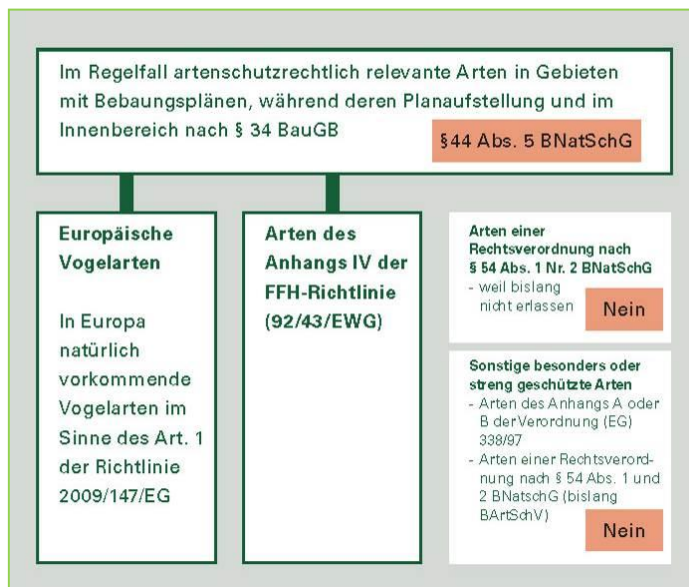 Im Regelfall artenschutzrechtlich relevante Arten in Gebieten
mit Bebaungsplänen, während deren Planaufstellung und im
Innenbereich nach § 34 BauGB
§44 Abs. 5 BNatSchG
Europäische
Vogelarten
In Europa
natürlich
vorkommende
Vogelarten im
Sinne des Art. 1
der Richtlinie
2009/147/EG
Arten des
Anhangs IV der
FFH-Richtlinie
(92/43/EWG)
Arten einer
Rechtsverordnung nach
§ 54 Abs. 1 Nr. 2 BNatSchG
- weil bislang
nicht erlassen
Nein
Sonstige besonders oder
streng geschützte Arten
- Arten des Anhangs A oder
B der Verordnung (EG)
338/97
- Arten einer Rechtsverord-
nung nach § 54 Abs. 1 und
2 BNatschG (bislang
BArtSchV)
Nein